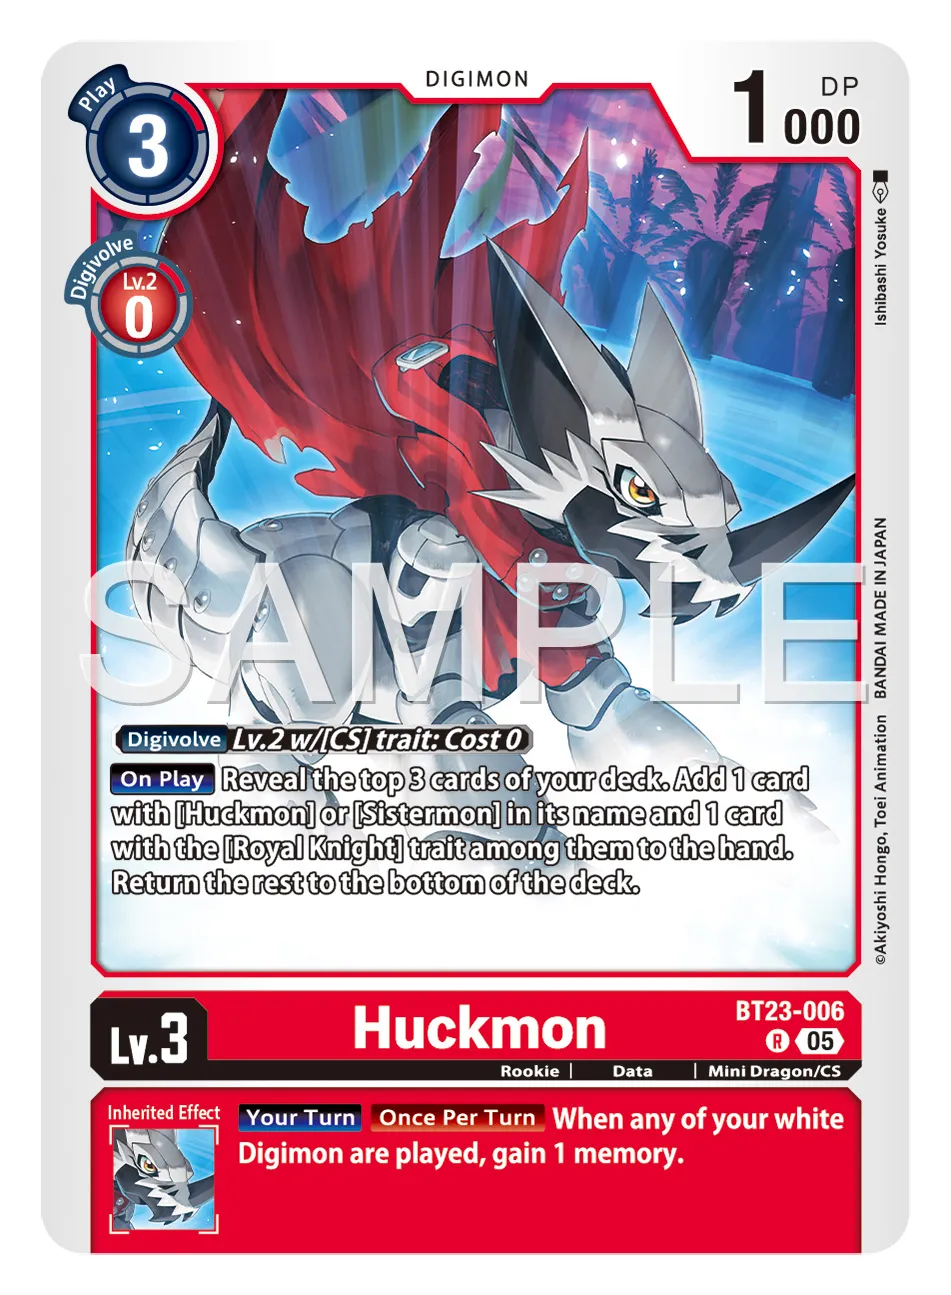 DIGIMON
Play
3
1000
DP
Digivolve
Lv.2
0
Ishibashi Yosuke
SAMPLE
BANDAI MADE IN JAPAN
©Akiyoshi Hongo, Toei Animation
Digivolve Lv.2 w/[CS] trait: Cost 0
On Play Reveal the top 3 cards of your deck. Add 1 card
with [Huckmon] or [Sistermon] in its name and 1 card
with the [Royal Knight] trait among them to the hand.
Return the rest to the bottom of the deck.
Lv.3
Huckmon
BT23-006
R 05
Rookie | Data | Mini Dragon/CS
Inherited Effect
Your Turn Once Per Turn When any of your white
Digimon are played, gain 1 memory.